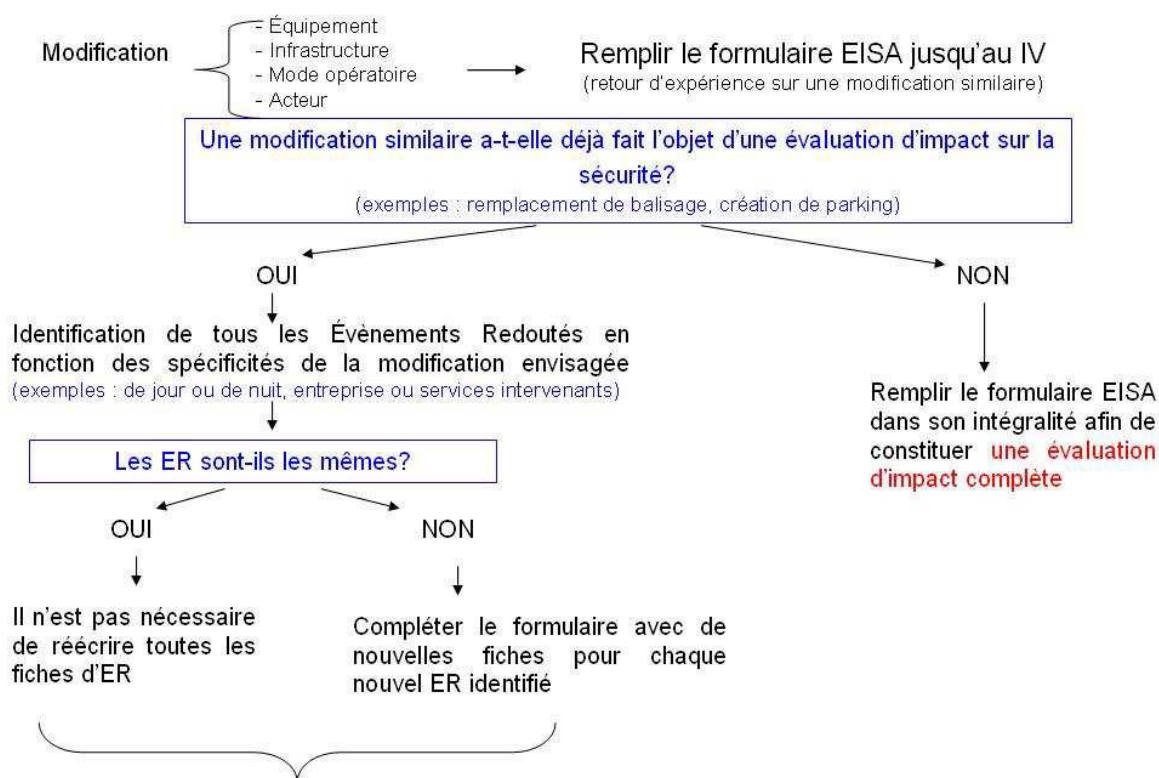 Modification
- Équipement
- Infrastructure
- Mode opératoire
- Acteur
Remplir le formulaire EISA jusqu'au IV
(retour d'expérience sur une modification similaire)
Une modification similaire a-t-elle déjà fait l'objet d'une évaluation d'impact sur la
sécurité?
(exemples : remplacement de balisage, création de parking)
OUI
NON
Identification de tous les Évènements Redoutés en
fonction des spécificités de la modification envisagée
(exemples : de jour ou de nuit, entreprise ou services intervenants)
Remplir le formulaire EISA
dans son intégralité afin de
constituer une évaluation
d'impact complète
Les ER sont-ils les mêmes?
OUI
NON
Il n'est pas nécessaire
de réécrire toutes les
fiches d'ER
Compléter le formulaire avec de
nouvelles fiches pour chaque
nouvel ER identifié